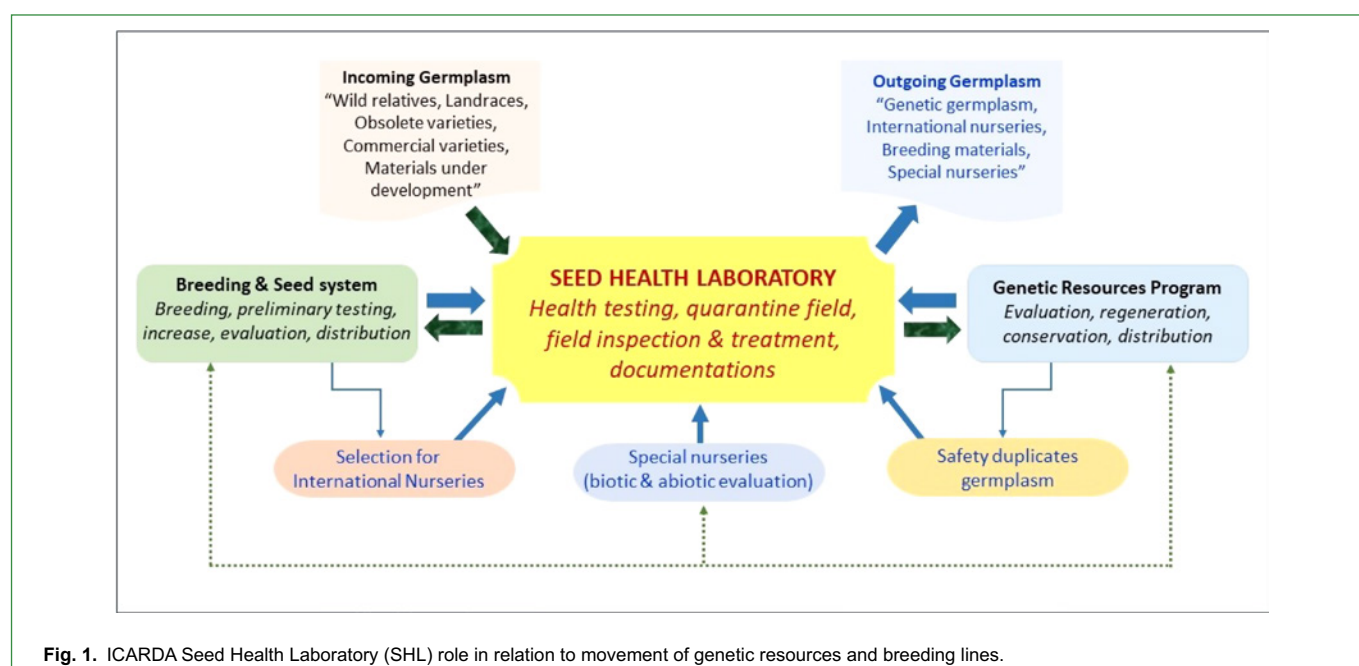 Incoming Germplasm
“Wild relatives, Landraces,
Obsolete varieties,
Commercial varieties,
Materials under
development”
Outgoing Germplasm
“Genetic germplasm,
International nurseries,
Breeding materials,
Special nurseries”
Breeding & Seed system
Breeding, preliminary testing,
increase, evaluation, distribution
SEED HEALTH LABORATORY
Health testing, quarantine field,
field inspection & treatment,
documentations
Genetic Resources Program
Evaluation, regeneration,
conservation, distribution
Selection for
International Nurseries
Special nurseries
(biotic & abiotic evaluation)
Safety duplicates
germplasm
Fig. 1. ICARDA Seed Health Laboratory (SHL) role in relation to movement of genetic resources and breeding lines.